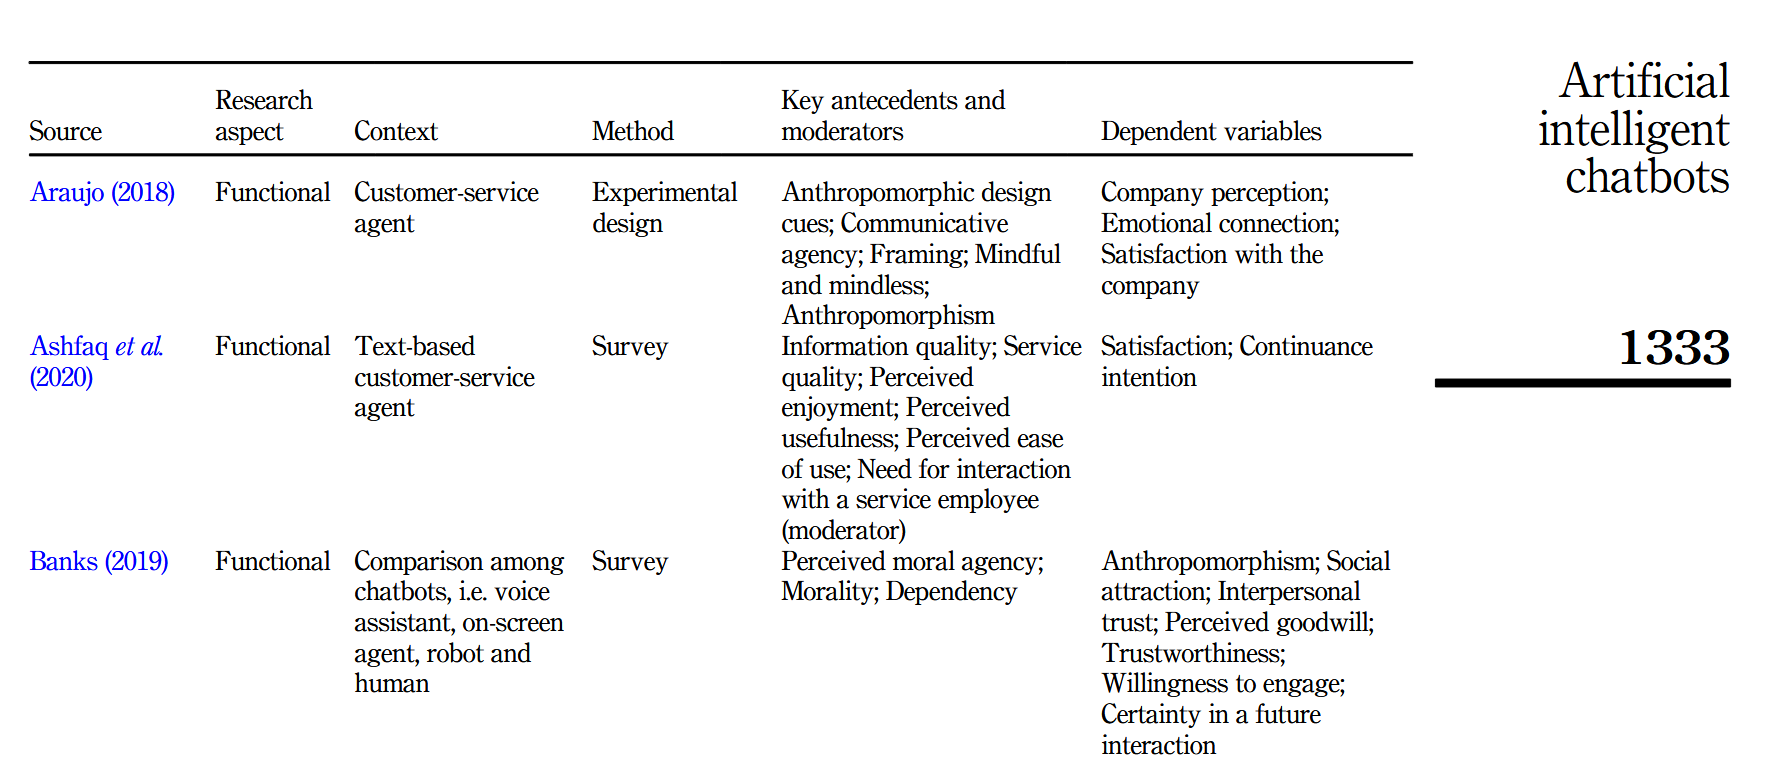 Artificial
intelligent
chatbots
1333
Source
Research
aspect
Context
Method
Key antecedents and
moderators
Dependent variables
Araujo (2018)
Functional
Customer-service
agent
Experimental
design
Anthropomorphic design
cues; Communicative
agency; Framing; Mindful
and mindless;
Anthropomorphism
Company perception;
Emotional connection;
Satisfaction with the
company
Ashfaq et al.
(2020)
Functional
Text-based
customer-service
agent
Survey
Information quality; Service
quality; Perceived
enjoyment; Perceived
usefulness; Perceived ease
of use; Need for interaction
with a service employee
(moderator)
Satisfaction; Continuance
intention
Banks (2019)
Functional
Comparison among
chatbots, i.e. voice
assistant, on-screen
agent, robot and
human
Survey
Perceived moral agency;
Morality; Dependency
Anthropomorphism; Social
attraction; Interpersonal
trust; Perceived goodwill;
Trustworthiness;
Willingness to engage;
Certainty in a future
interaction